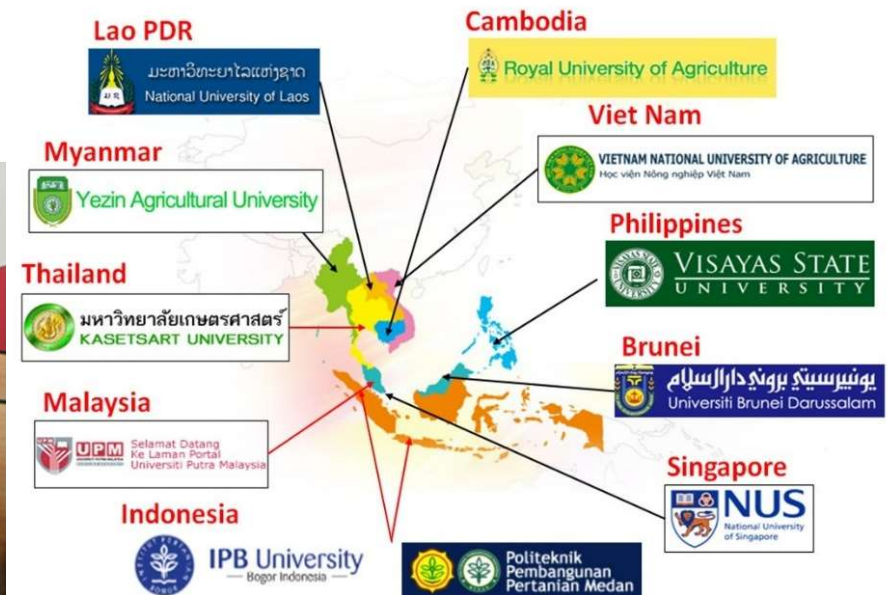 Lao PDR
ມະຫາວິທະຍາໄລແຫ່ງຊາດ
National University of Laos
Cambodia
Royal University of Agriculture
Viet Nam
VIETNAM NATIONAL UNIVERSITY OF AGRICULTURE
Học viện Nông nghiệp Việt Nam
Myanmar
Yezin Agricultural University
Philippines
VISAYAS STATE
UNIVERSITY
Thailand
มหาวิทยาลัยเกษตรศาสตร์
KASETSART UNIVERSITY
Brunei
يونيبرسيتي بروني دارالسلام
Universiti Brunei Darussalam
Malaysia
UPM
Selamat Datang
Ke Laman Portal
Universiti Putra Malaysia
Singapore
NUS
National University
of Singapore
Indonesia
IPB University
Bogor Indonesia
Politeknik
Pembangunan
Pertanian Medan